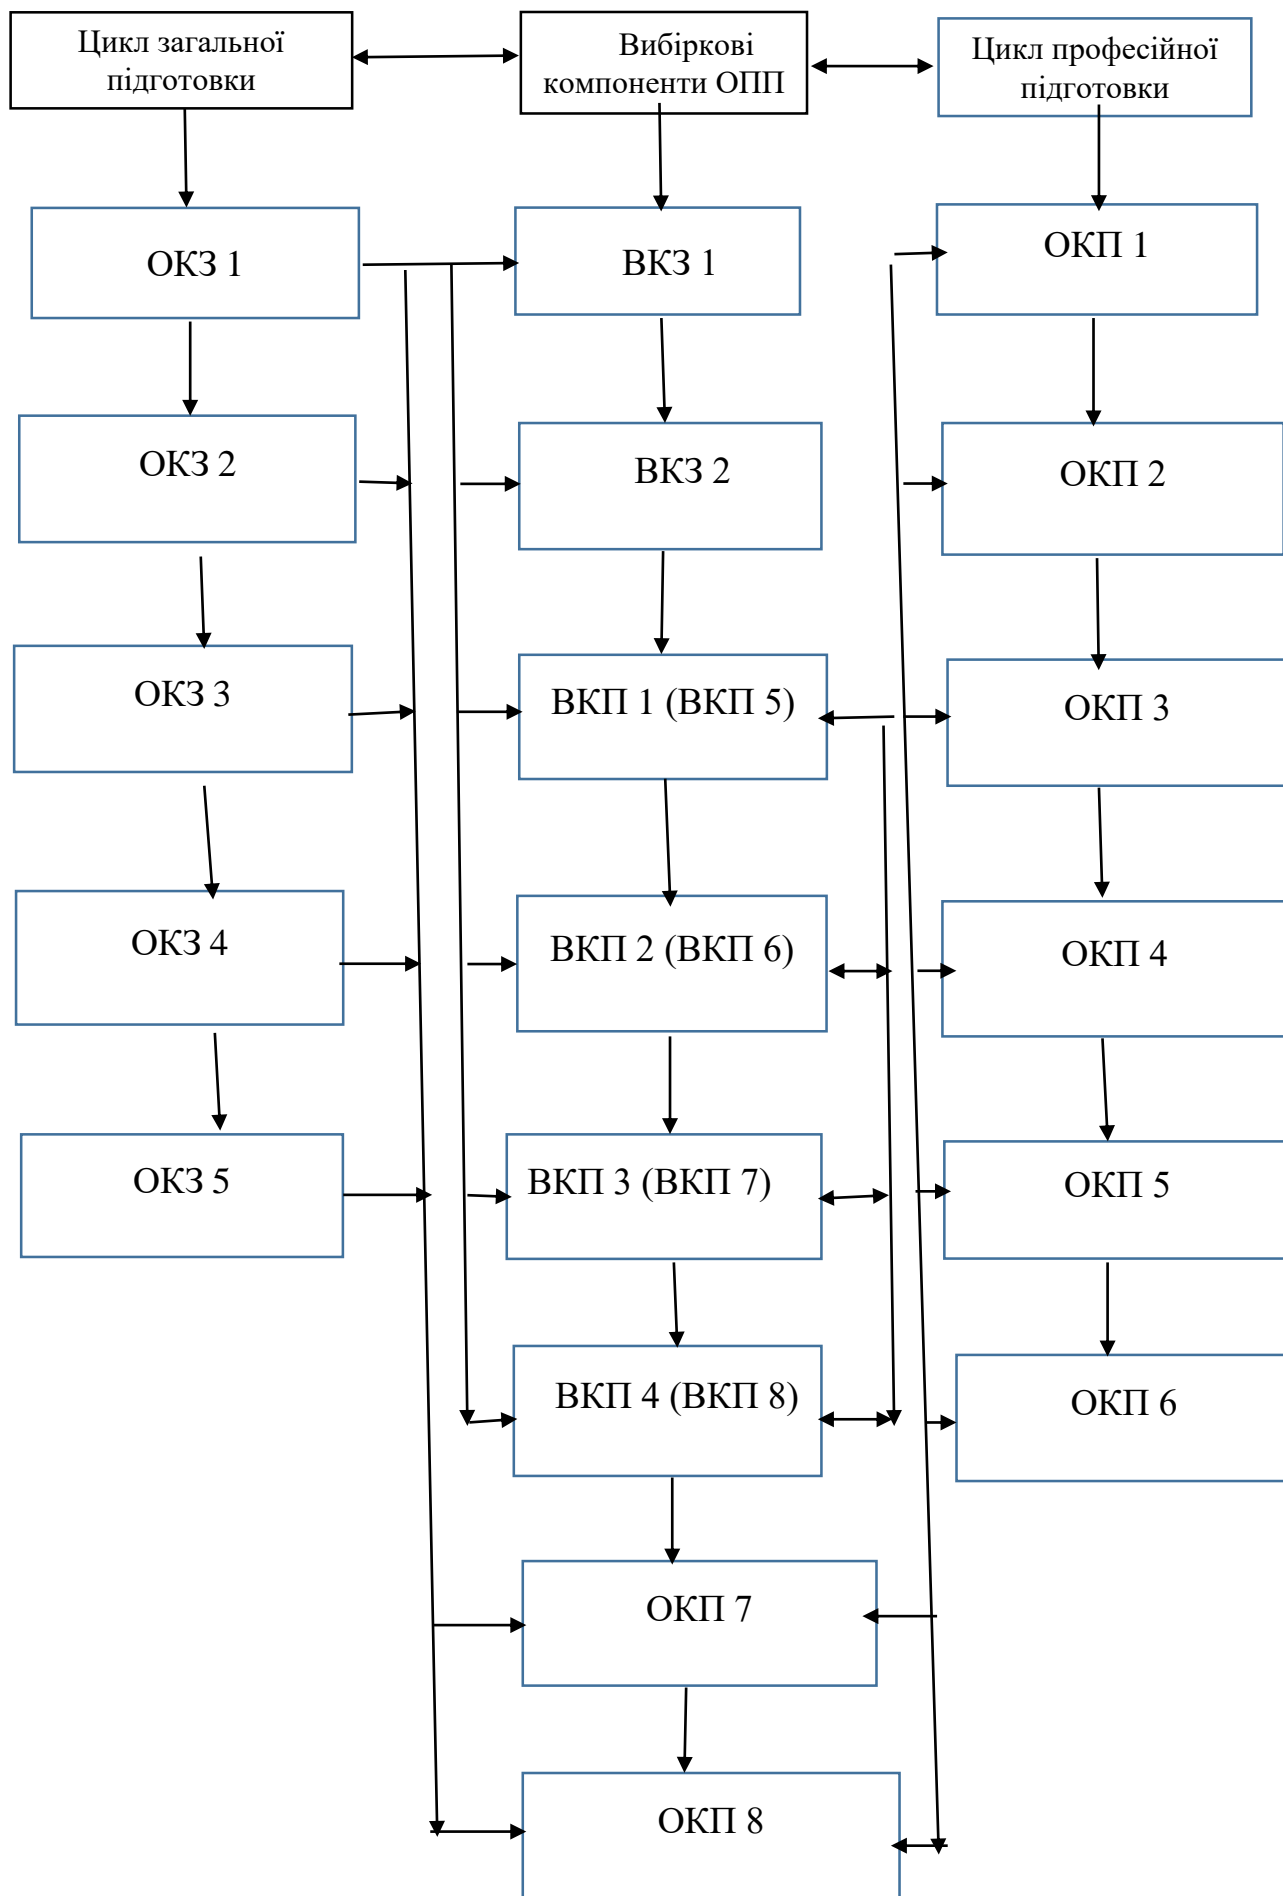 Цикл загальної
підготовки
Вибіркові
компоненти ОПП
Цикл професійної
підготовки
ОКЗ 1
ВКЗ 1
ОКП 1
ОКЗ 2
ВКЗ 2
ОКП 2
ОКЗ 3
ВКП 1 (ВКП 5)
ОКП 3
ОКЗ 4
ВКП 2 (ВКП 6)
ОКП 4
ОКЗ 5
ВКП 3 (ВКП 7)
ОКП 5
ВКП 4 (ВКП 8)
ОКП 6
ОКП 7
ОКП 8